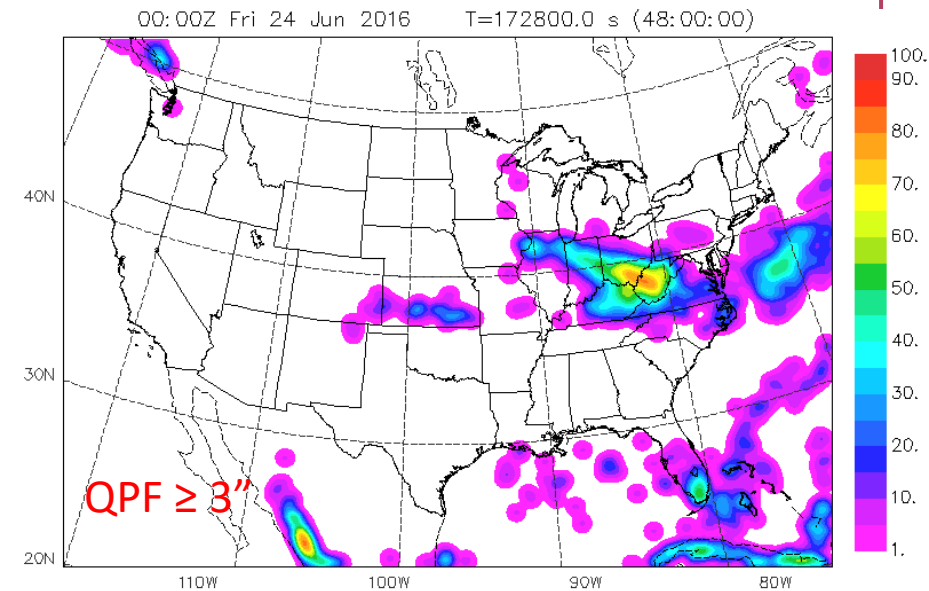 00:00Z Fri 24 Jun 2016 T=172800.0 s (48:00:00)
100.
90.
80.
40N
70.
60.
50.
40.
30N
30.
20.
QPF ≥ 3”
10.
20N
1.
110W 100W 90W 80W